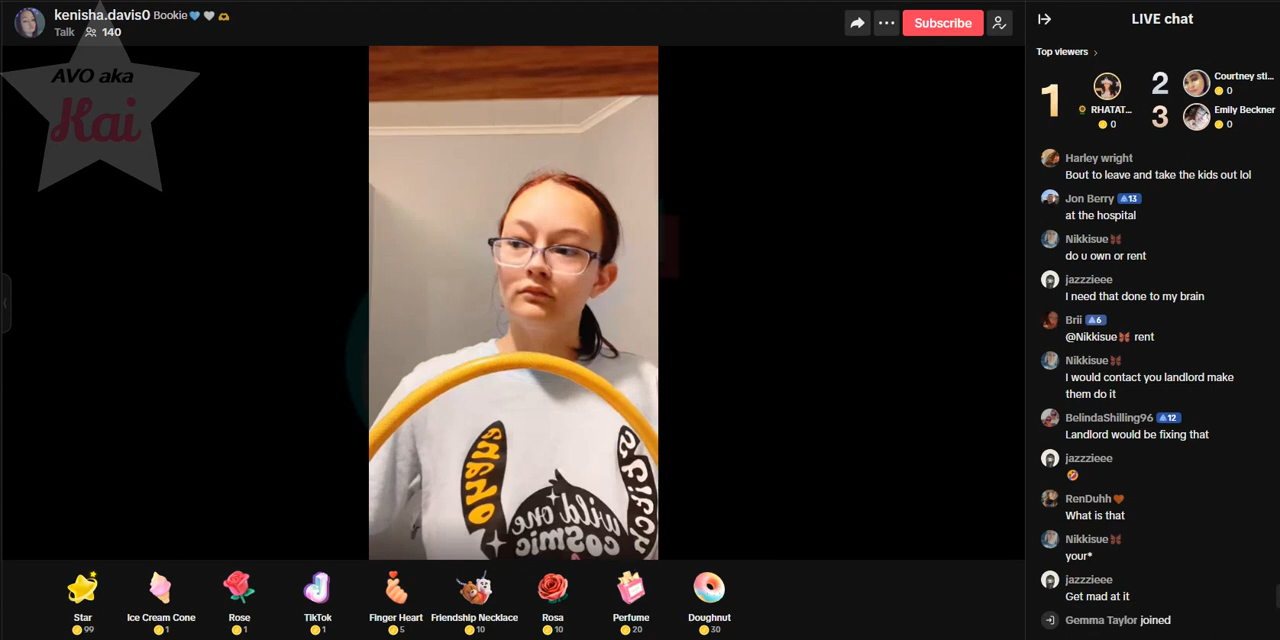 kenisha.davis0 Bookie
Talk 140
Subscribe
AVO aka
Kai
LIVE chat
Top viewers
1
RHATAT...
0
2
Courtney sti...
0
3
Emily Beckner
0
Harley wright
Bout to leave and take the kids out lol
Jon Berry 13
at the hospital
Nikkisue
do u own or rent
jazzzieee
I need that done to my brain
Brii 6
@Nikkisue rent
Nikkisue
I would contact you landlord make
them do it
BelindaShilling96 12
Landlord would be fixing that
jazzzieee
RenDuhh
What is that
Nikkisue
your*
jazzzieee
Get mad at it
Gemma Taylor joined
wild one
cosmic
Star
99
Ice Cream Cone
1
Rose
1
TikTok
1
Finger Heart
5
Friendship Necklace
10
Rosa
10
Perfume
20
Doughnut
30